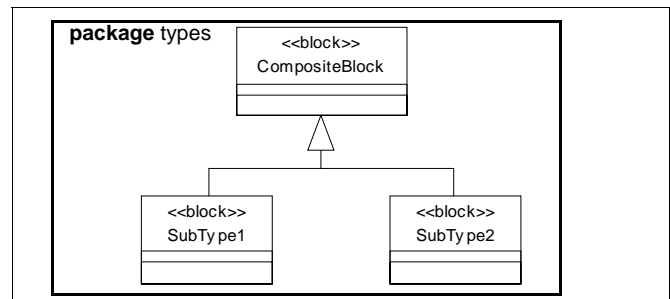 package types
<<block>>
CompositeBlock
<<block>>
SubType1
<<block>>
SubType2